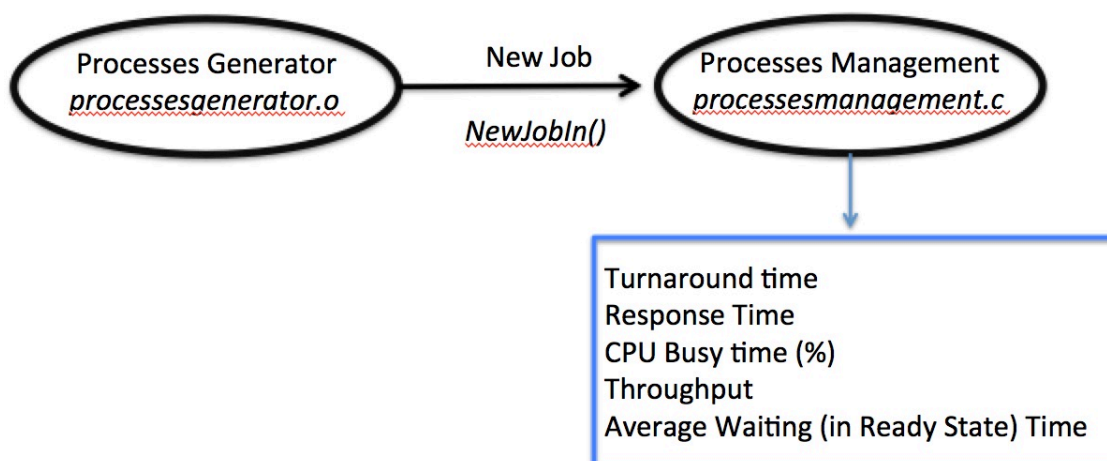 Processes Generator
processesgenerator.o
New Job
NewJobIn()
Processes Management
processesmanagement.c
Turnaround time
Response Time
CPU Busy time (%)
Throughput
Average Waiting (in Ready State) Time